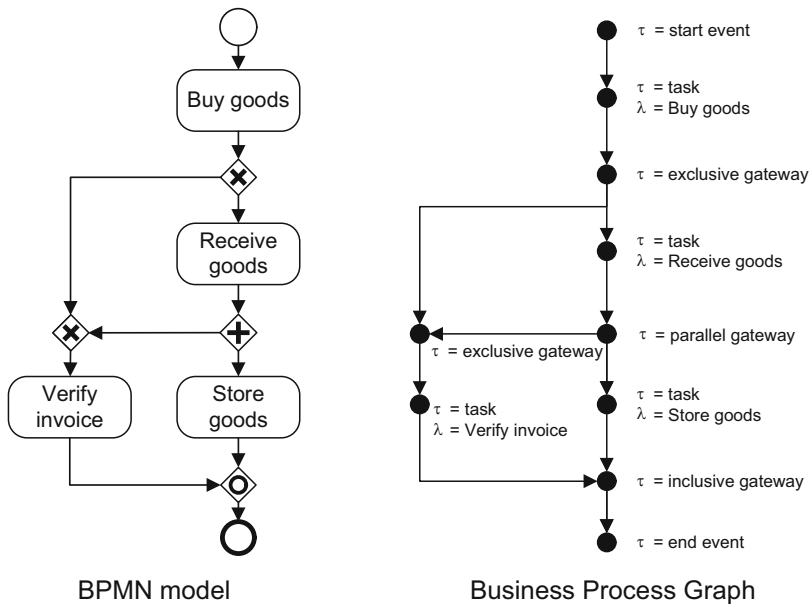 Buy goods
Receive
goods
Verify
invoice
Store
goods
BPMN model
τ = start event
τ = task
λ = Buy goods
τ = exclusive gateway
τ = task
λ = Receive goods
τ = parallel gateway
τ = exclusive gateway
τ = task
λ = Verify invoice
τ = task
λ = Store goods
τ = inclusive gateway
τ = end event
Business Process Graph